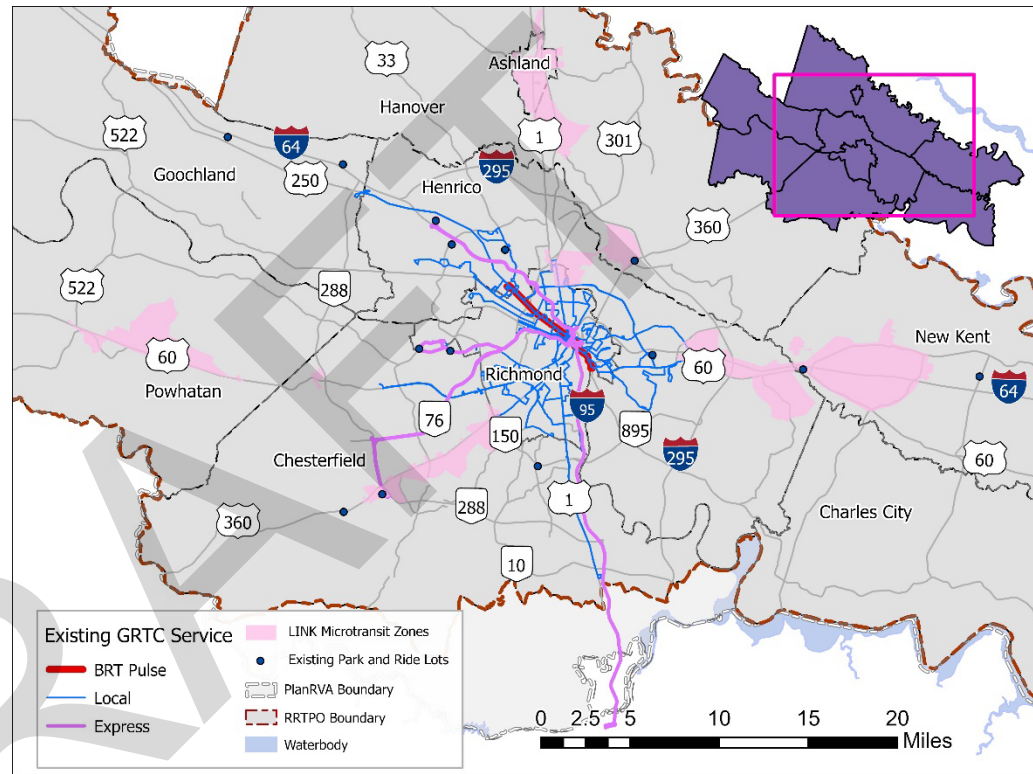 33
Ashland
Hanover
522
1
301
64
295
Goochland
250
Henrico
360
288
522
New Kent
60
60
Richmond
64
Powhatan
95
76
150
895
Chesterfield
295
60
288
1
Charles City
360
10
DRAFT
Existing GRTC Service
BRT Pulse
Local
Express
LINK Microtransit Zones
Existing Park and Ride Lots
PlanRVA Boundary
RRTPO Boundary
Waterbody
0 2.5 5 10 15 20
Miles